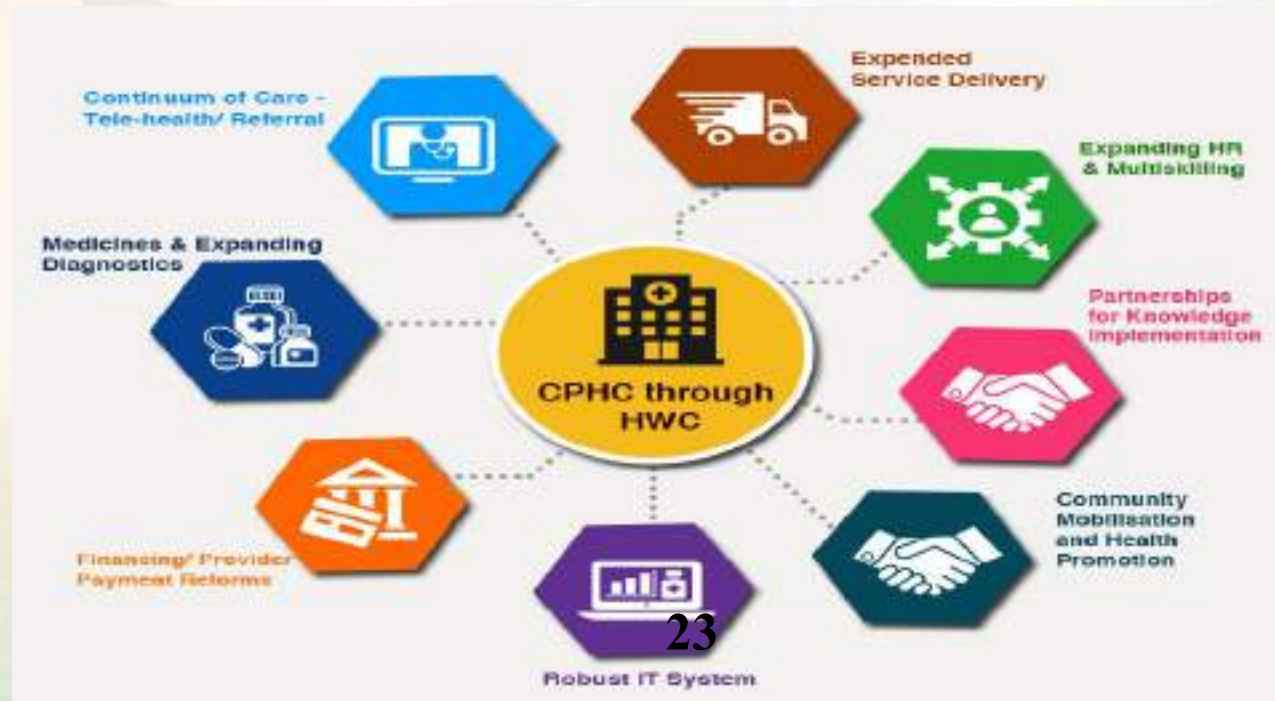 Expended
Service Delivery
Continuum of Care -
Tele-health/ Referral
Expanding HR
& Multiskilling
Medicines & Expanding
Diagnostics
Partnerships
for Knowledge
Implementation
CPHC through
HWC
Community
Mobilisation
and Health
Promotion
Financing/ Provider
Payment Reforms
23
Robust IT System